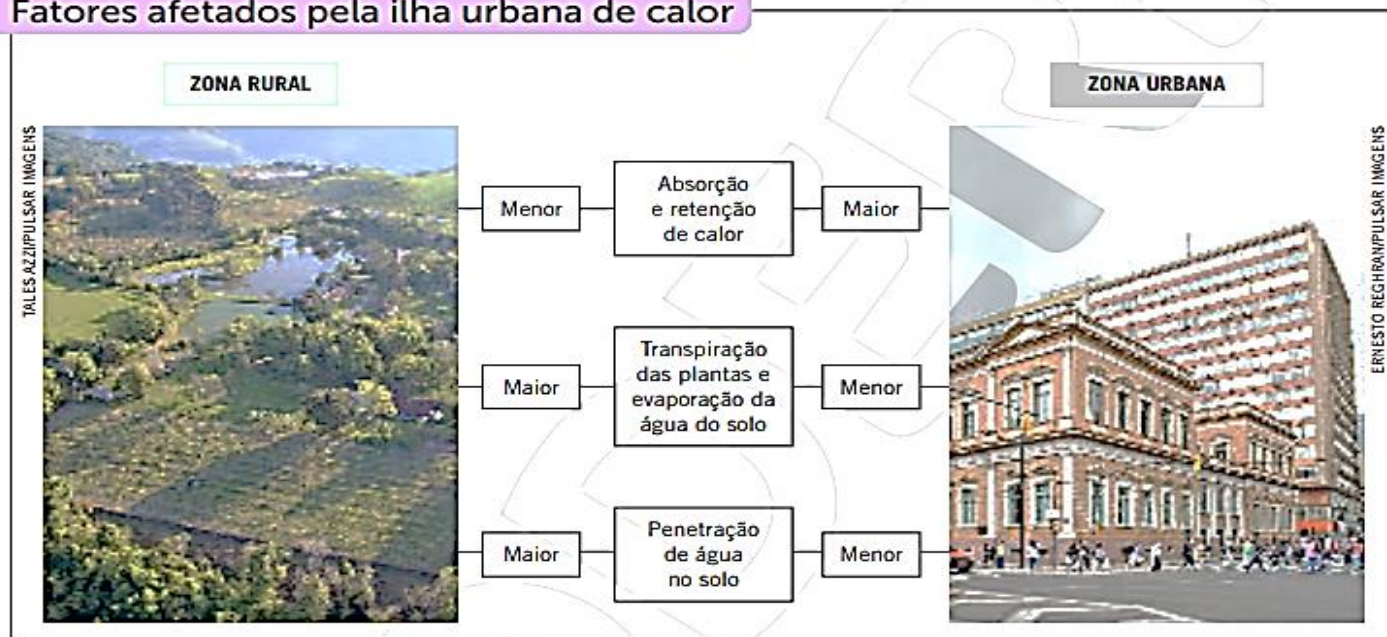 Fatores afetados pela ilha urbana de calor
ZONA RURAL
ZONA URBANA
TALES AZZI/PULSAR IMAGENS
ERNESTO REGHRAN/PULSAR IMAGENS
Menor
Absorção
e retenção
de calor
Maior
Maior
Transpiração
das plantas e
evaporação da
água do solo
Menor
Maior
Penetração
de água
no solo
Menor